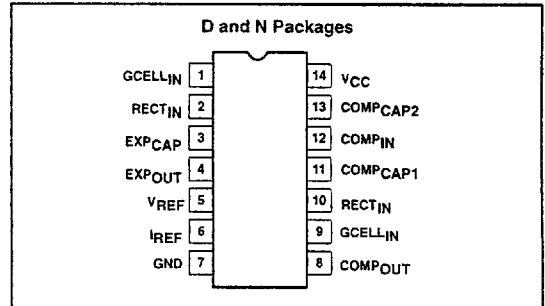 D and N Packages
GCELLIN 1 14 VCC
RECTIN 2 13 COMPCAP2
EXPCAP 3 12 COMPIN
EXPOUT 4 11 COMPCAP1
VREF 5 10 RECTIN
IREF 6 9 GCELLIN
GND 7 8 COMPOUT